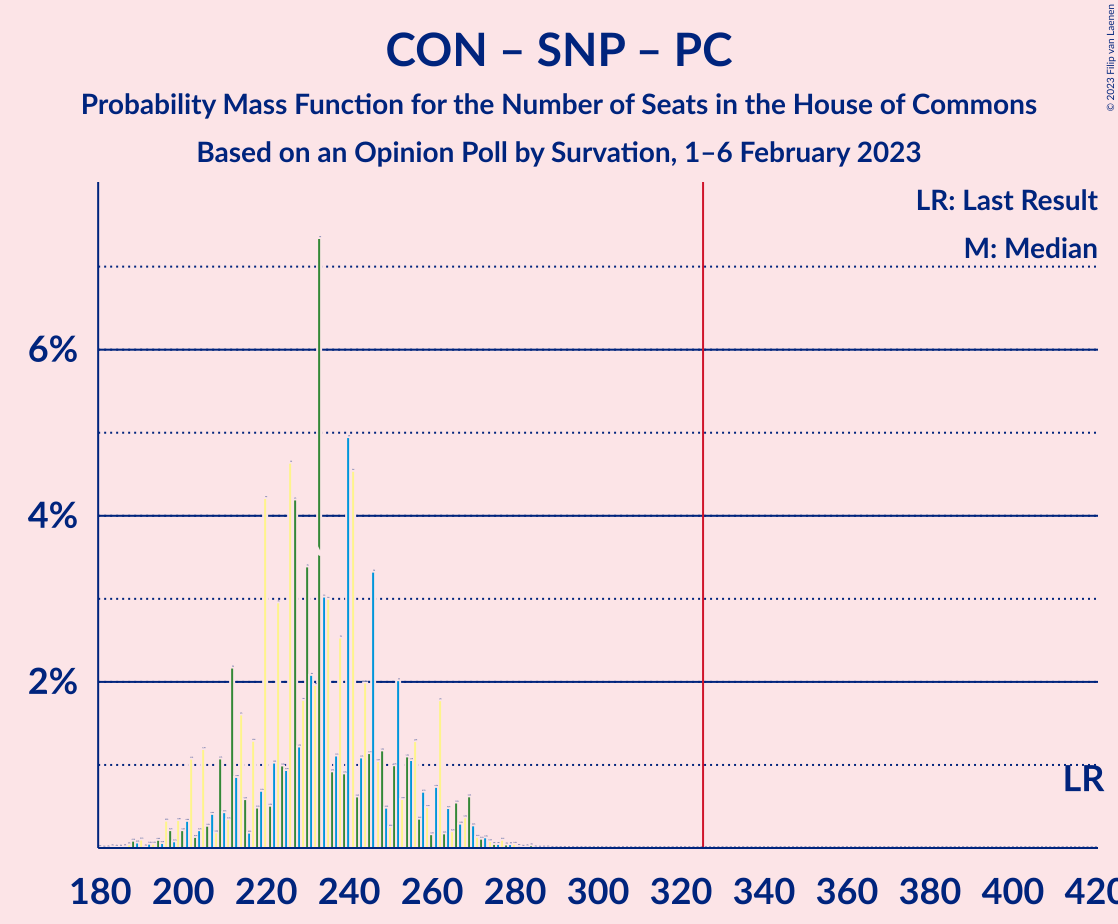 CON – SNP – PC
Probability Mass Function for the Number of Seats in the House of Commons
Based on an Opinion Poll by Survation, 1–6 February 2023
© 2023 Filip van Laenen
LR: Last Result
M: Median
6%
4%
2%
LR
180 200 220 240 260 280 300 320 340 360 380 400 420